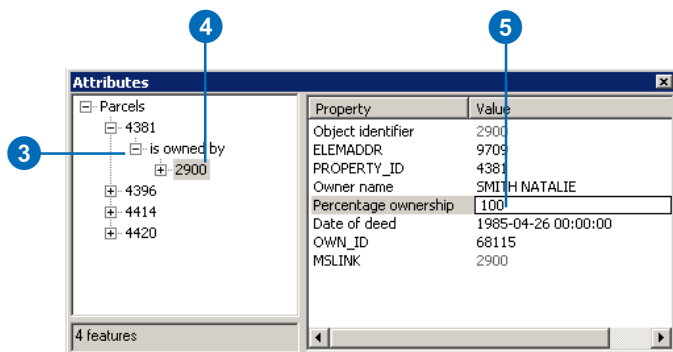 4
5
Attributes
Parcels
4381
3
is owned by
2900
4396
4414
4420
4 features
Property Value
Object identifier 2900
ELEMADDR 9709
PROPERTY_ID 4381
Owner name SMITH NATALIE
Percentage ownership 100
Date of deed 1985-04-26 00:00:00
OWN_ID 68115
MSLINK 2900